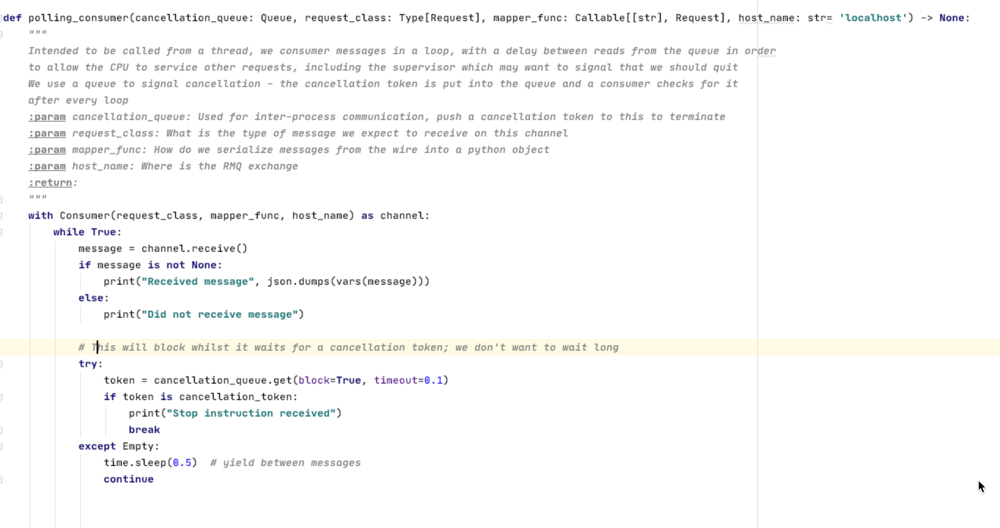 def polling_consumer(cancellation_queue: Queue, request_class: Type[Request], mapper_func: Callable[[str], Request], host_name: str= 'localhost') -> None:
"""
Intended to be called from a thread, we consumer messages in a loop, with a delay between reads from the queue in order
to allow the CPU to service other requests, including the supervisor which may want to signal that we should quit
We use a queue to signal cancellation - the cancellation token is put into the queue and a consumer checks for it
after every loop
:param cancellation_queue: Used for inter-process communication, push a cancellation token to this to terminate
:param request_class: What is the type of message we expect to receive on this channel
:param mapper_func: How do we serialize messages from the wire into a python object
:param host_name: Where is the RMQ exchange
:return:
"""
with Consumer(request_class, mapper_func, host_name) as channel:
while True:
message = channel.receive()
if message is not None:
print("Received message", json.dumps(vars(message)))
else:
print("Did not receive message")
# This will block whilst it waits for a cancellation token; we don't want to wait long
try:
token = cancellation_queue.get(block=True, timeout=0.1)
if token is cancellation_token:
print("Stop instruction received")
break
except Empty:
time.sleep(0.5)  # yield between messages
continue